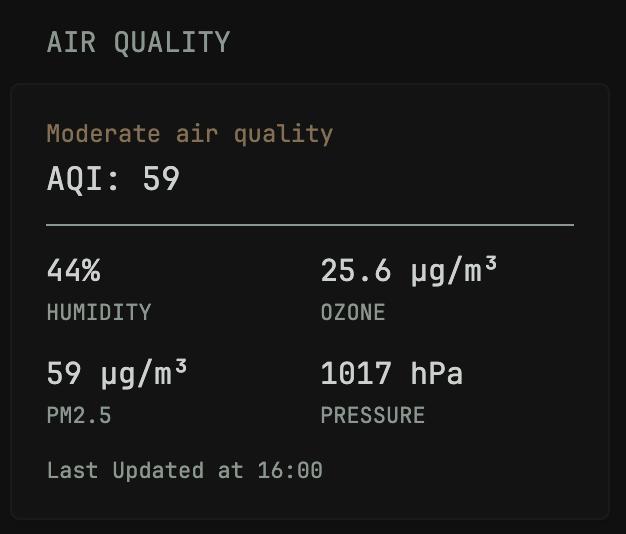 AIR QUALITY
Moderate air quality
AQI: 59
44%
HUMIDITY
25.6 µg/m³
OZONE
59 µg/m³
PM2.5
1017 hPa
PRESSURE
Last Updated at 16:00